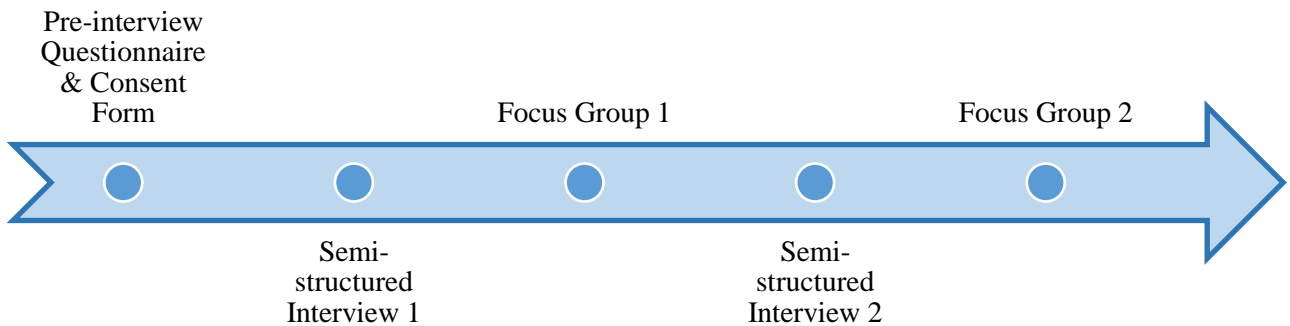 Pre-interview
Questionnaire
& Consent
Form
Semi-
structured
Interview 1
Focus Group 1
Semi-
structured
Interview 2
Focus Group 2